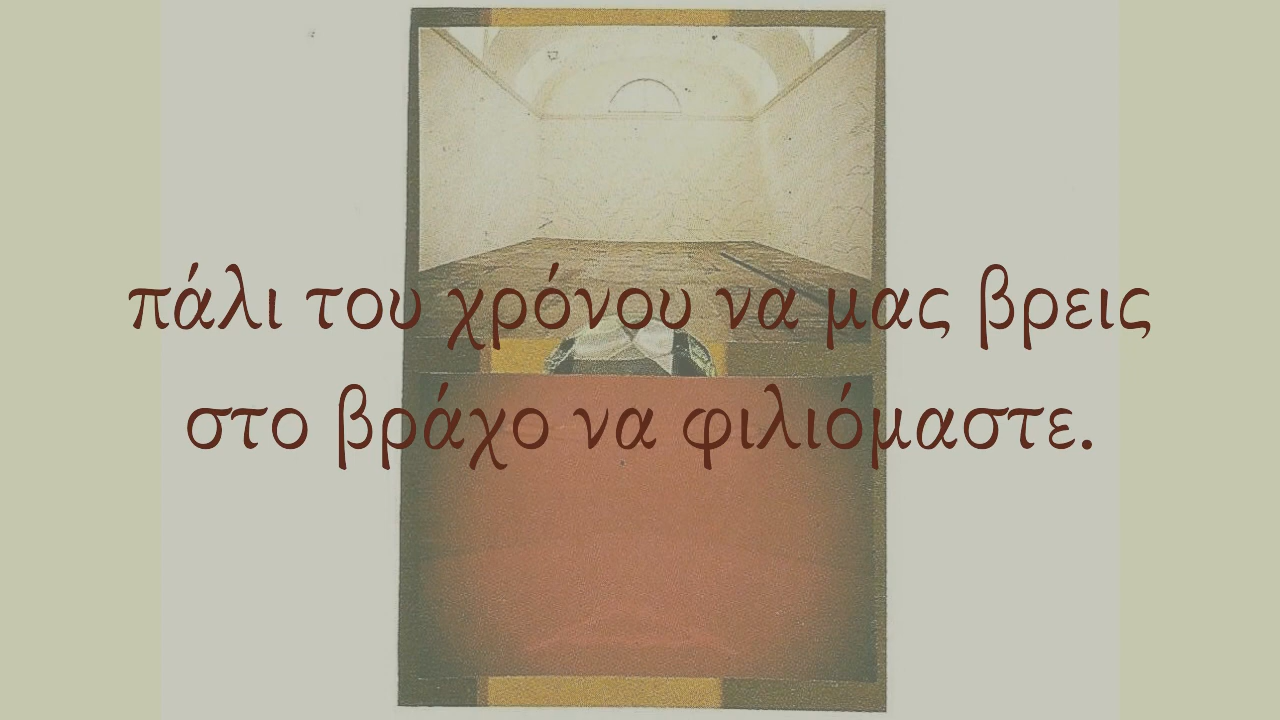 πάλι του χρόνου να μας βρεις
στο βράχο να φιλιόμαστε.